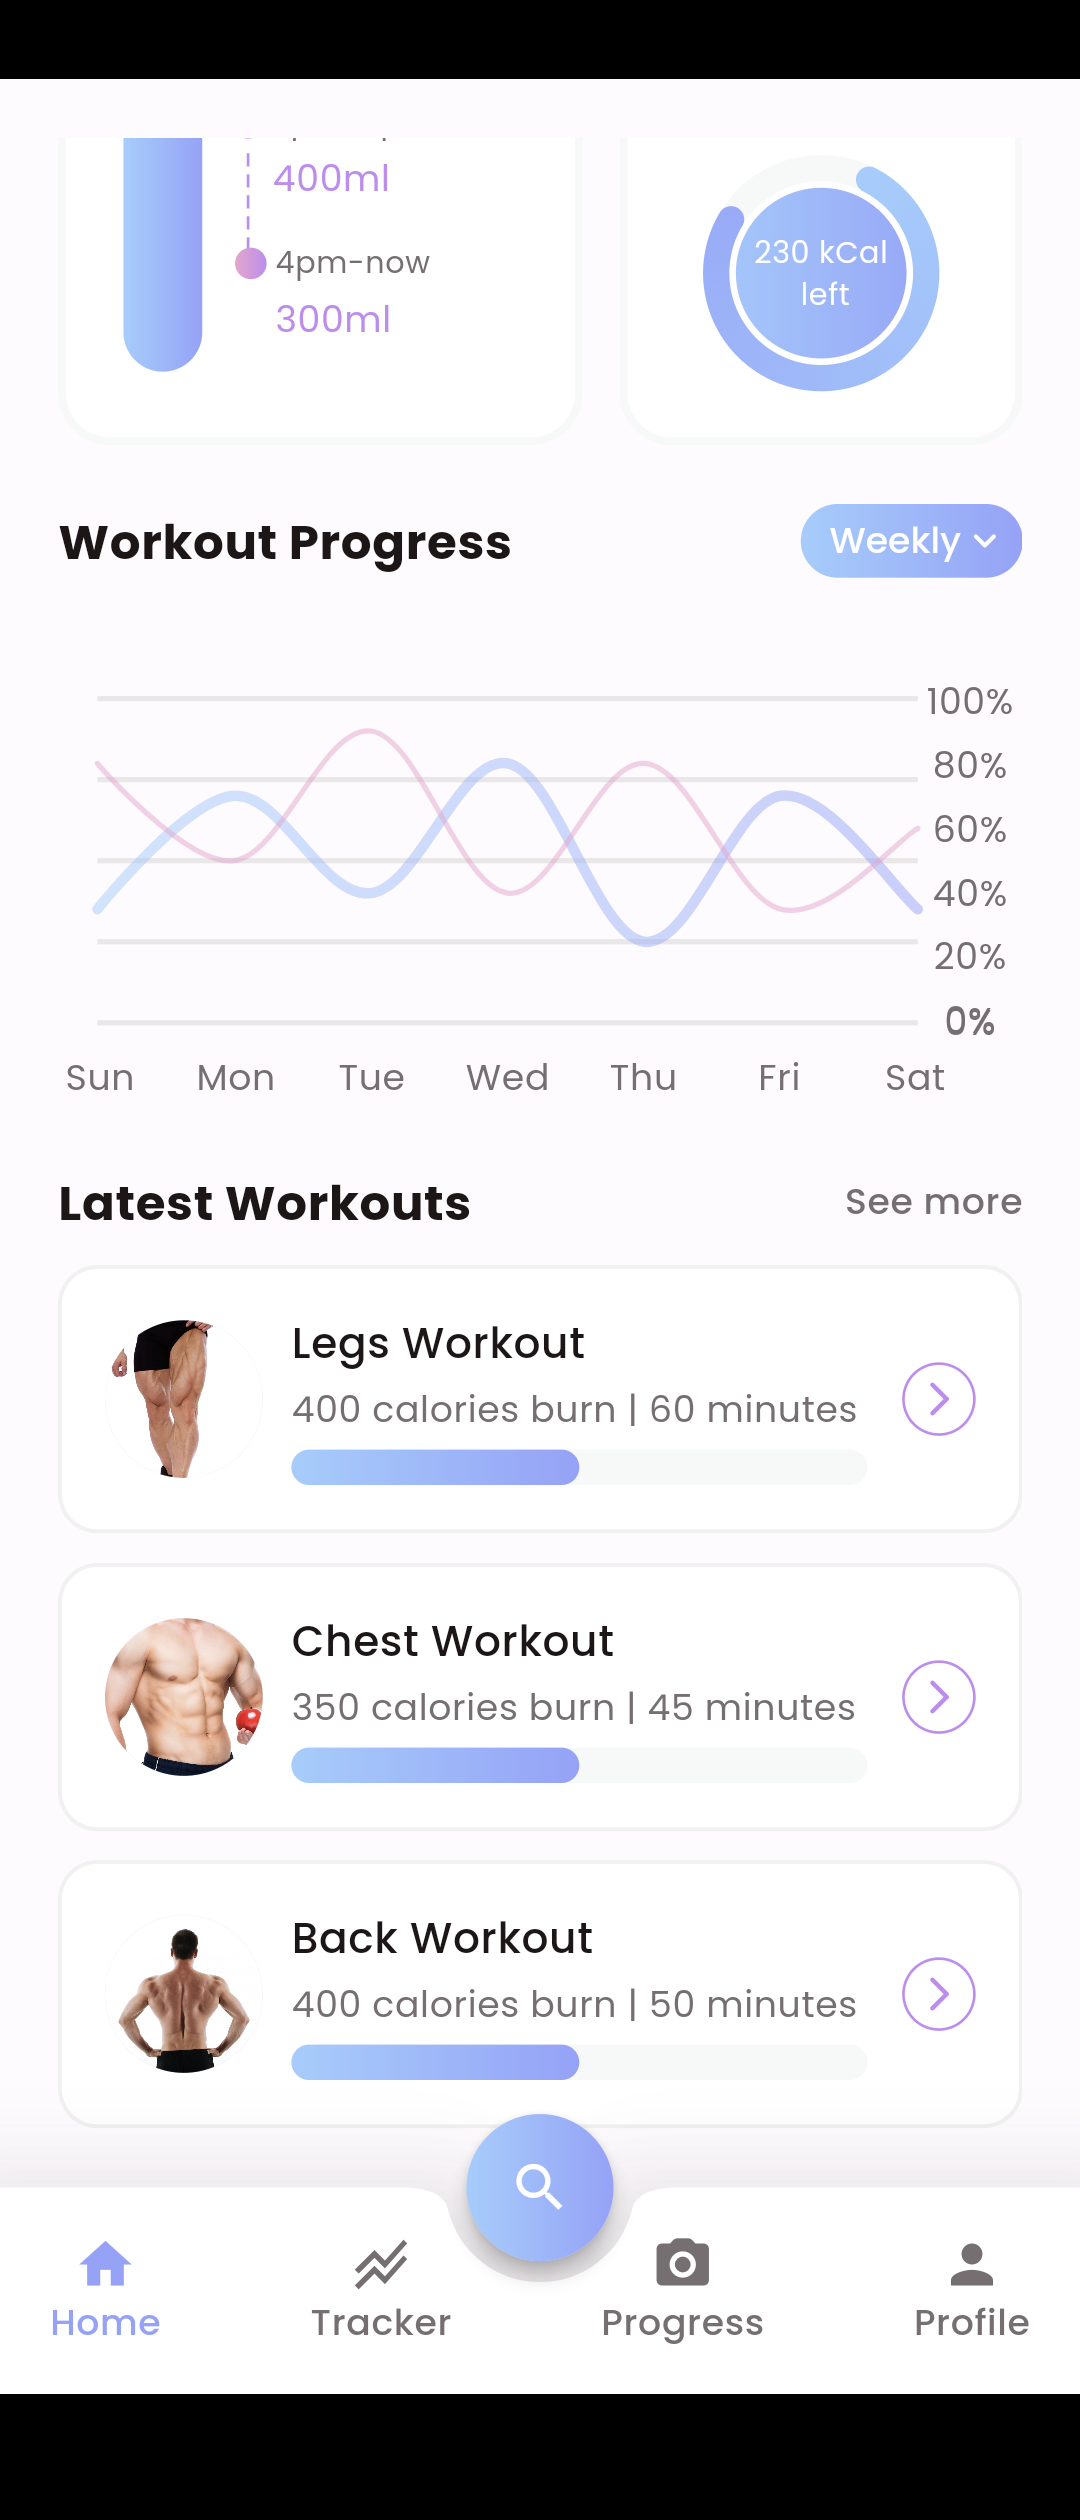 400ml
4pm-now
300ml
230 kCal
left
Workout Progress
Weekly
100%
80%
60%
40%
20%
0%
Sun Mon Tue Wed Thu Fri Sat
Latest Workouts
See more
Legs Workout
400 calories burn | 60 minutes
Chest Workout
350 calories burn | 45 minutes
Back Workout
400 calories burn | 50 minutes
Home
Tracker
Progress
Profile